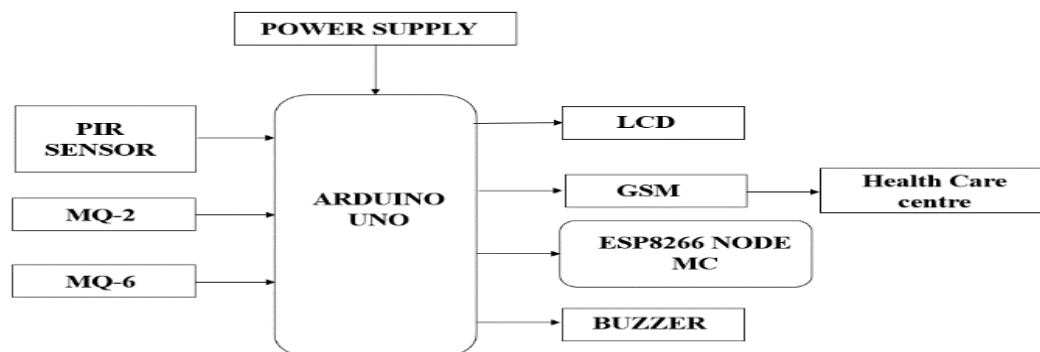 POWER SUPPLY
PIR
SENSOR
MQ-2
MQ-6
ARDUINO
UNO
LCD
GSM
Health Care
centre
ESP8266 NODE
MC
BUZZER